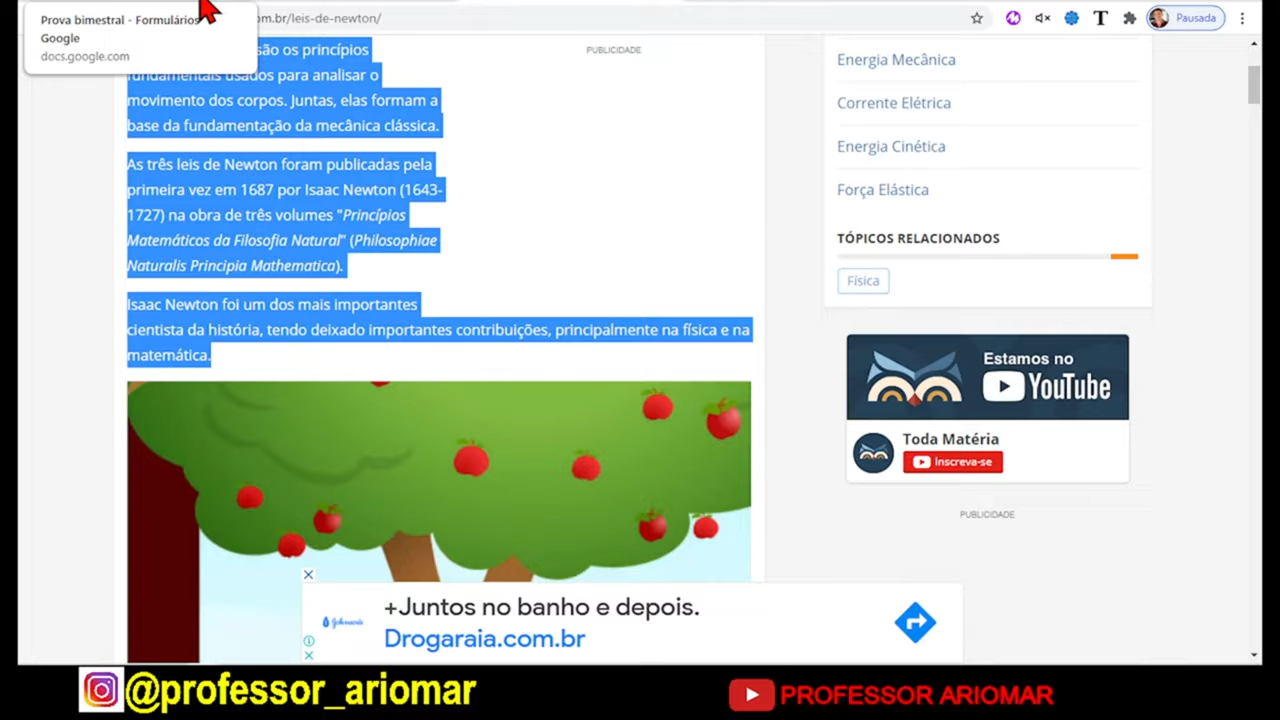 Prova bimestral - Formulários
Google
docs.google.com
om.br/leis-de-newton/
Pausada
são os princípios
fundamentais usados para analisar o
movimento dos corpos. Juntas, elas formam a
base da fundamentação da mecânica clássica.
As três leis de Newton foram publicadas pela
primeira vez em 1687 por Isaac Newton (1643-
1727) na obra de três volumes "Princípios
Matemáticos da Filosofia Natural" (Philosophiae
Naturalis Principia Mathematica).
Isaac Newton foi um dos mais importantes
cientista da história, tendo deixado importantes contribuições, principalmente na física e na
matemática.
PUBLICIDADE
Energia Mecânica
Corrente Elétrica
Energia Cinética
Força Elástica
TÓPICOS RELACIONADOS
Física
Estamos no
YouTube
Toda Matéria
Inscreva-se
PUBLICIDADE
+Juntos no banho e depois.
Johnson's
Drogaraia.com.br
@professor_ariomar
PROFESSOR ARIOMAR